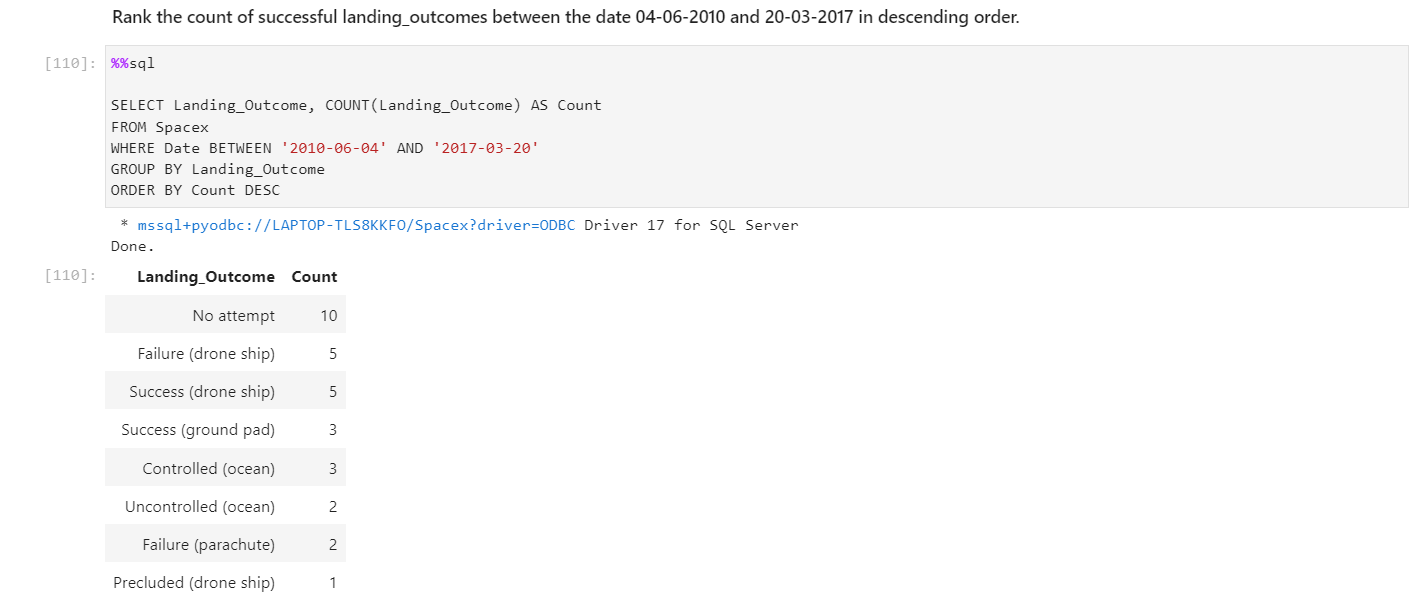 Rank the count of successful landing_outcomes between the date 04-06-2010 and 20-03-2017 in descending order.
[110]: %%sql
SELECT Landing_Outcome, COUNT(Landing_Outcome) AS Count
FROM Spacex
WHERE Date BETWEEN '2010-06-04' AND '2017-03-20'
GROUP BY Landing_Outcome
ORDER BY Count DESC
* mssql+pyodbc://LAPTOP-TLS8KKFO/Spacex?driver=ODBC Driver 17 for SQL Server
Done.
[110]: Landing_Outcome Count
No attempt 10
Failure (drone ship) 5
Success (drone ship) 5
Success (ground pad) 3
Controlled (ocean) 3
Uncontrolled (ocean) 2
Failure (parachute) 2
Precluded (drone ship) 1